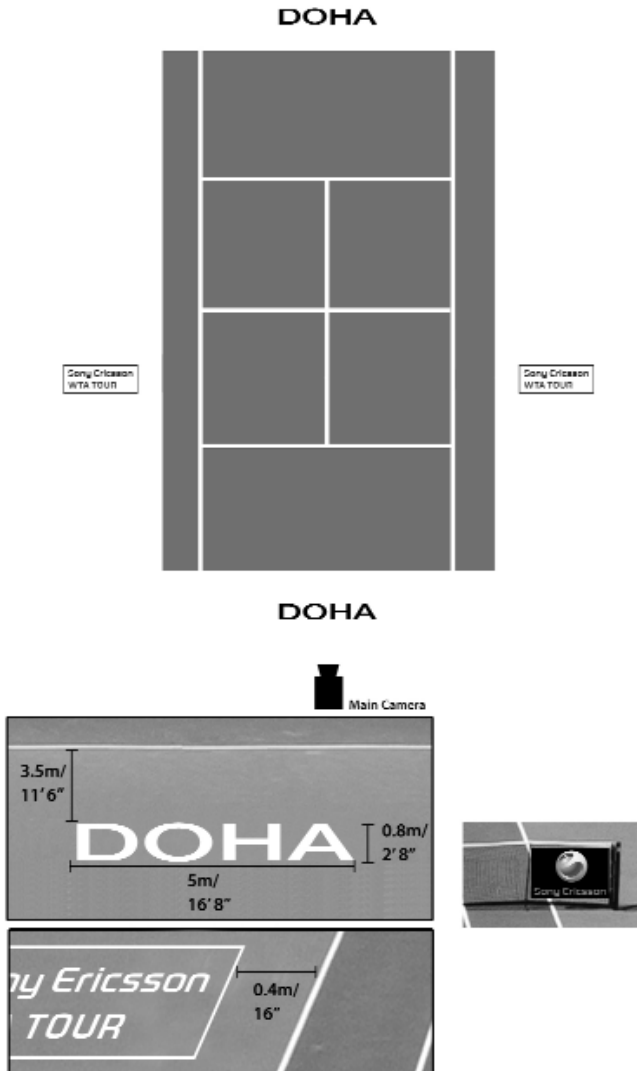 DOHA
Sony Ericsson
WTA TOUR
Sony Ericsson
WTA TOUR
DOHA
Main Camera
3.5m/
11'6”
DOHA
0.8m/
2'8”
5m/
16'8”
Sony Ericsson
ny Ericsson
TOUR
0.4m/
16”